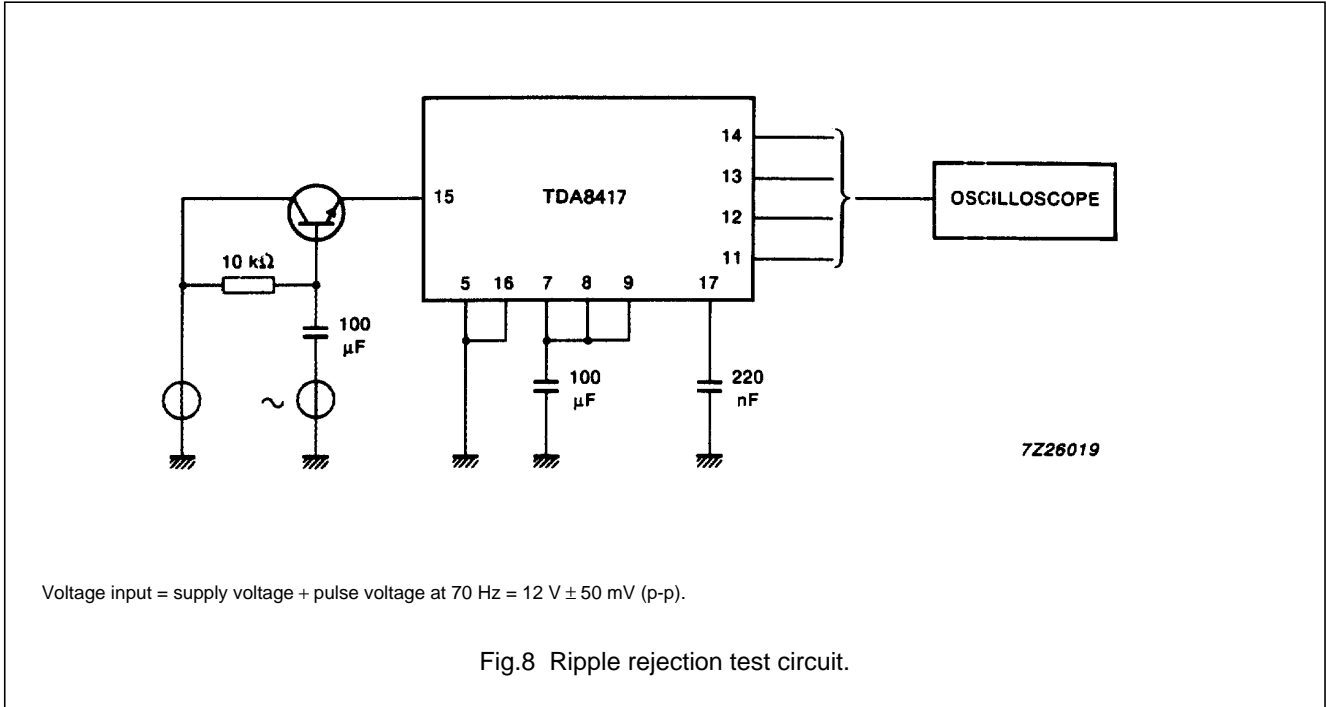 14
13
15 TDA8417 OSCILLOSCOPE
12
11
10 kΩ
5 16 7 8 9 17
100
μF
100
μF
220
nF
~
7Z26019
Voltage input = supply voltage + pulse voltage at 70 Hz = 12 V ± 50 mV (p-p).
Fig.8 Ripple rejection test circuit.